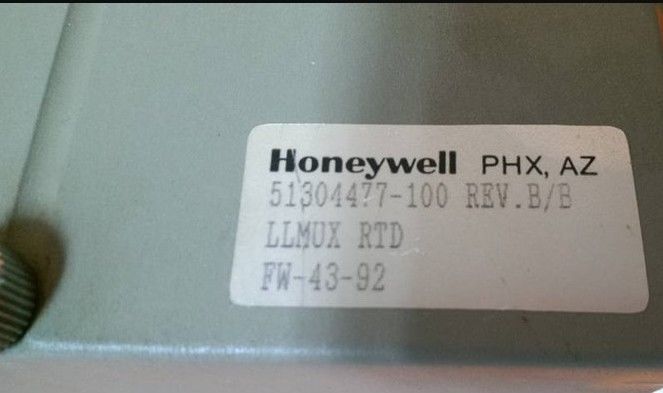 Honeywell PHX, AZ
51304477-100 REV.B/B
LLMUX RTD
FW-43-92